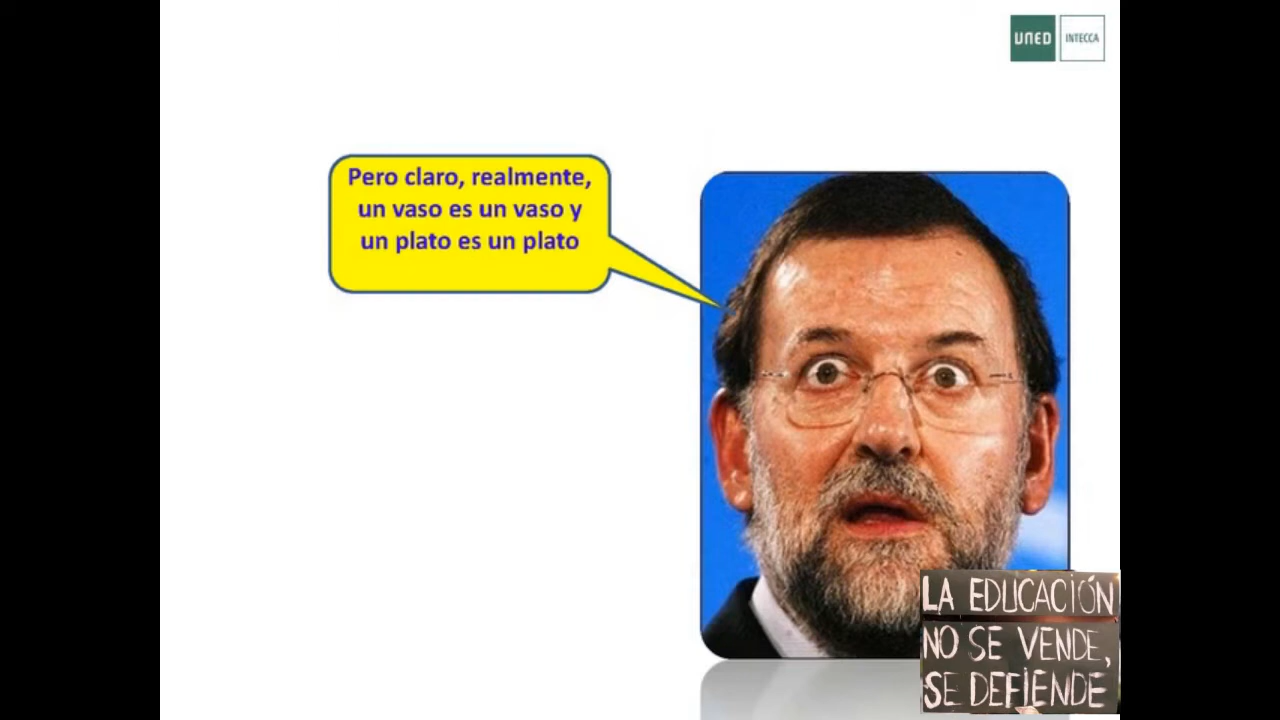 UNED INTECCA
Pero claro, realmente,
un vaso es un vaso y
un plato es un plato
LA EDUCACIÓN
NO SE VENDE,
SE DEFIENDE